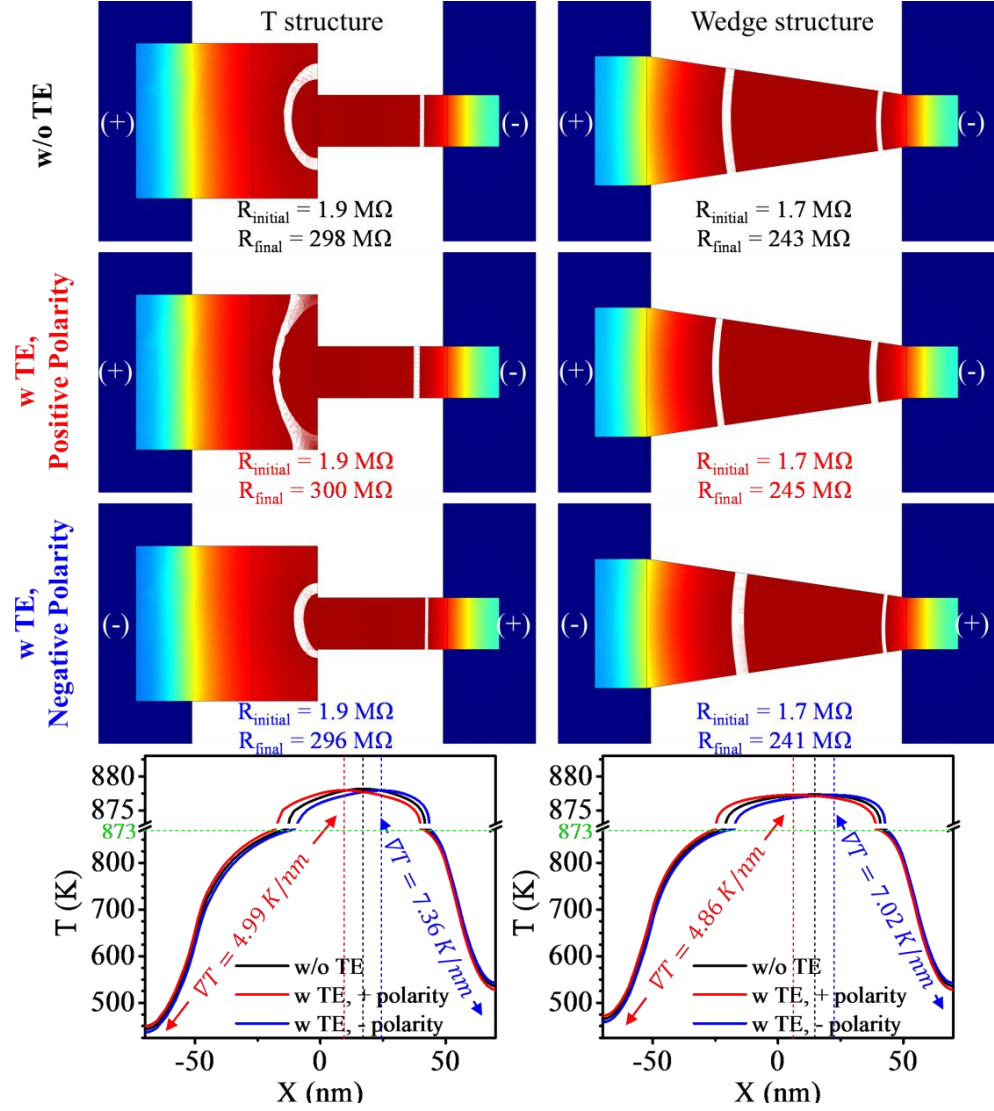 T structure
Wedge structure
w/o TE
(+)
(-)
R_initial = 1.9 MΩ
R_final = 298 MΩ
(+)
(-)
R_initial = 1.7 MΩ
R_final = 243 MΩ
w TE,
Positive Polarity
(+)
(-)
R_initial = 1.9 MΩ
R_final = 300 MΩ
(+)
(-)
R_initial = 1.7 MΩ
R_final = 245 MΩ
w TE,
Negative Polarity
(-)
(+)
R_initial = 1.9 MΩ
R_final = 296 MΩ
(-)
(+)
R_initial = 1.7 MΩ
R_final = 241 MΩ
T (K)
880
875
873
800
700
600
500
∇T = 4.99 K/nm
∇T = 7.36 K/nm
w/o TE
w TE, + polarity
w TE, - polarity
-50
0
50
X (nm)
T (K)
880
875
873
800
700
600
500
∇T = 4.86 K/nm
∇T = 7.02 K/nm
w/o TE
w TE, + polarity
w TE, - polarity
-50
0
50
X (nm)